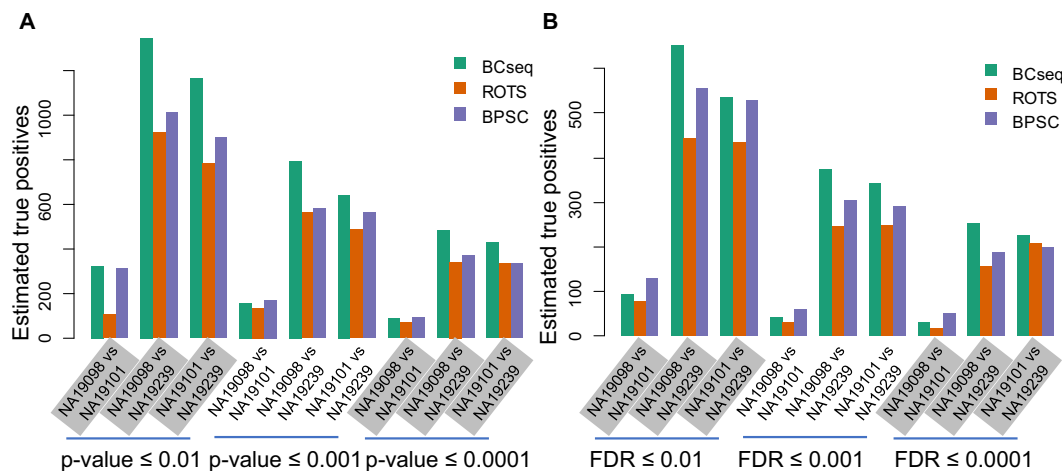 A
Estimated true positives
0
200
600
1000
BCseq
ROTS
BPSC
NA19098 vs
NA19101
NA19098 vs
NA19239
NA19101 vs
NA19239
NA19098 vs
NA19101
NA19098 vs
NA19239
NA19101 vs
NA19239
NA19098 vs
NA19101
NA19098 vs
NA19239
NA19101 vs
NA19239
p-value ≤ 0.01
p-value ≤ 0.001
p-value ≤ 0.0001
B
Estimated true positives
0
100
300
500
BCseq
ROTS
BPSC
NA19098 vs
NA19101
NA19098 vs
NA19239
NA19101 vs
NA19239
NA19098 vs
NA19101
NA19098 vs
NA19239
NA19101 vs
NA19239
NA19098 vs
NA19101
NA19098 vs
NA19239
NA19101 vs
NA19239
FDR ≤ 0.01
FDR ≤ 0.001
FDR ≤ 0.0001